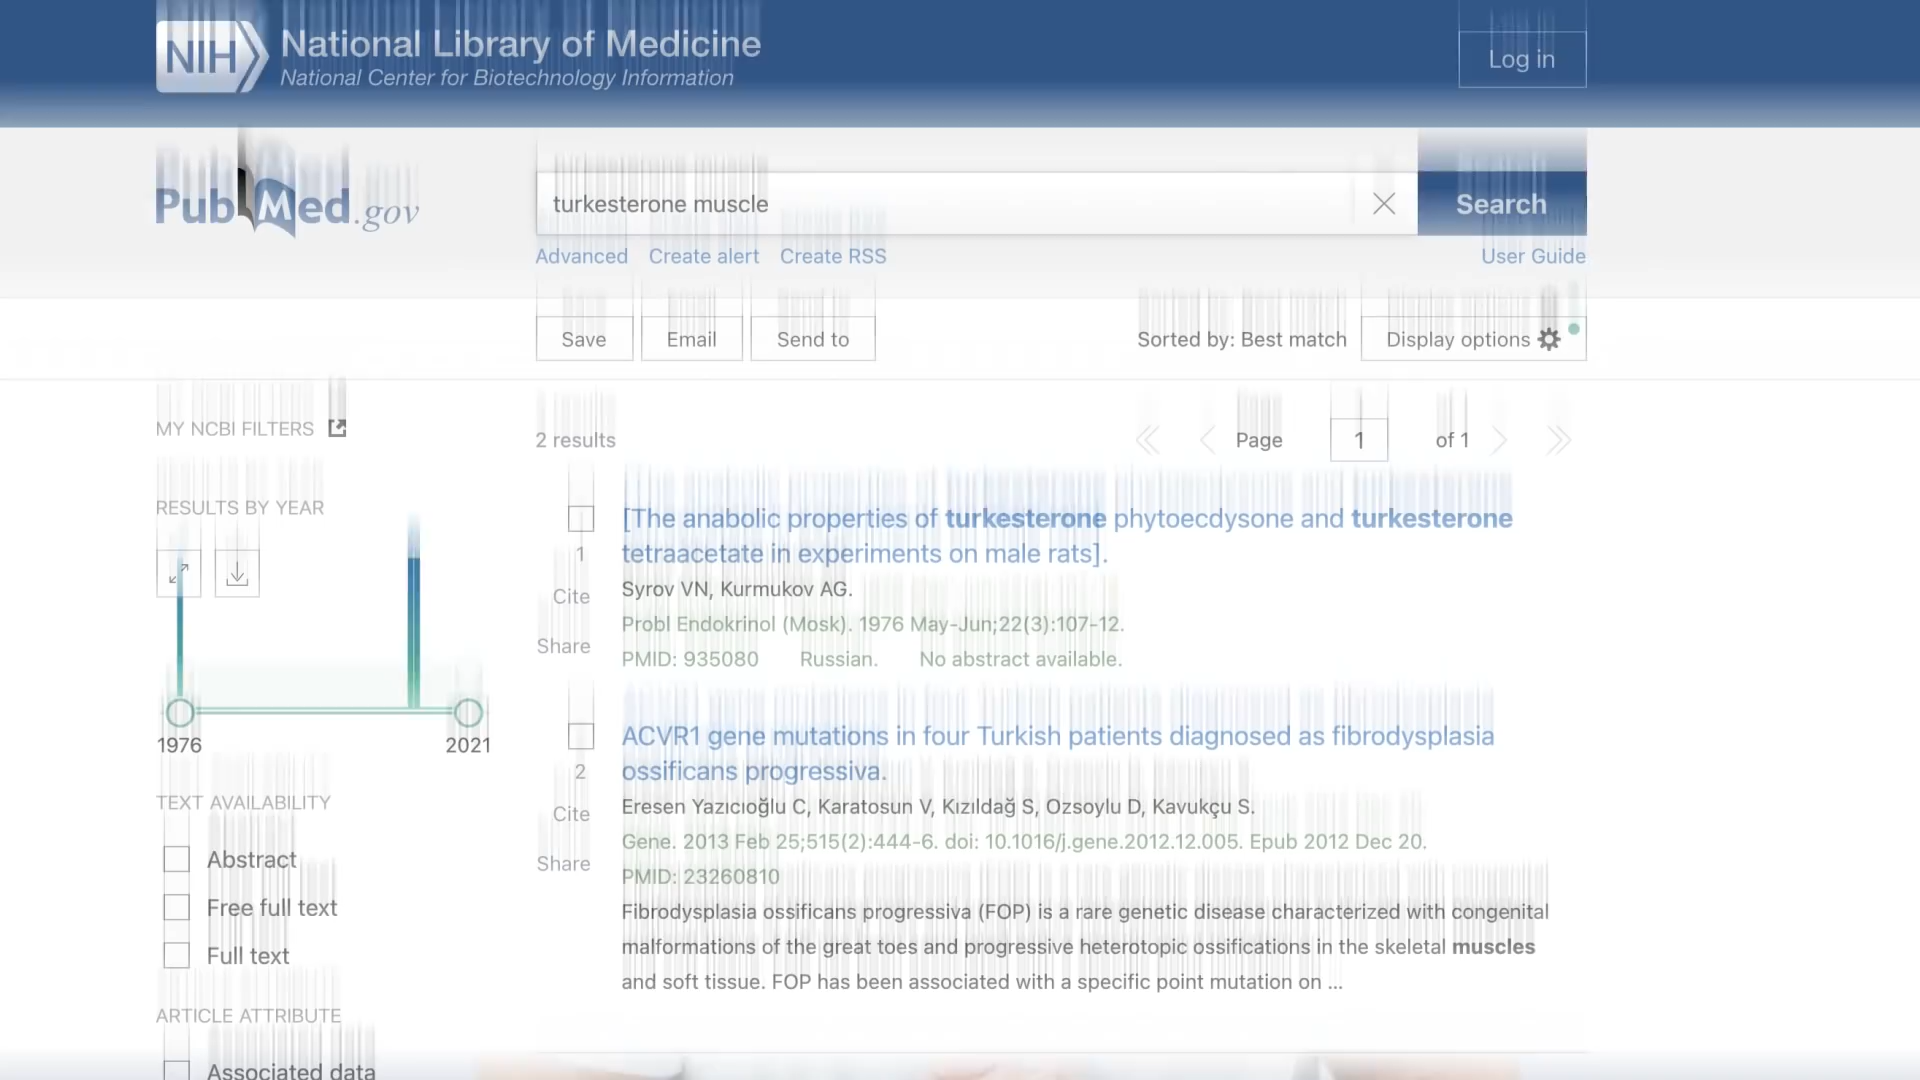 NIH National Library of Medicine
National Center for Biotechnology Information
Log in
PubMed.gov
turkesterone muscle
Search
Advanced Create alert Create RSS
User Guide
Save Email Send to
Sorted by: Best match Display options
MY NCBI FILTERS
2 results
Page 1 of 1
RESULTS BY YEAR
1976 2021
TEXT AVAILABILITY
Abstract
Free full text
Full text
ARTICLE ATTRIBUTE
Associated data
1
Cite
Share
[The anabolic properties of turkesterone phytoecdysone and turkesterone
tetraacetate in experiments on male rats].
Syrov VN, Kurmukov AG.
Probl Endokrinol (Mosk). 1976 May-Jun;22(3):107-12.
PMID: 935080 Russian. No abstract available.
2
Cite
Share
ACVR1 gene mutations in four Turkish patients diagnosed as fibrodysplasia
ossificans progressiva.
Eresen Yazıcıoğlu C, Karatosun V, Kızıldağ S, Ozsoylu D, Kavukçu S.
Gene. 2013 Feb 25;515(2):444-6. doi: 10.1016/j.gene.2012.12.005. Epub 2012 Dec 20.
PMID: 23260810
Fibrodysplasia ossificans progressiva (FOP) is a rare genetic disease characterized with congenital
malformations of the great toes and progressive heterotopic ossifications in the skeletal muscles
and soft tissue. FOP has been associated with a specific point mutation on ...